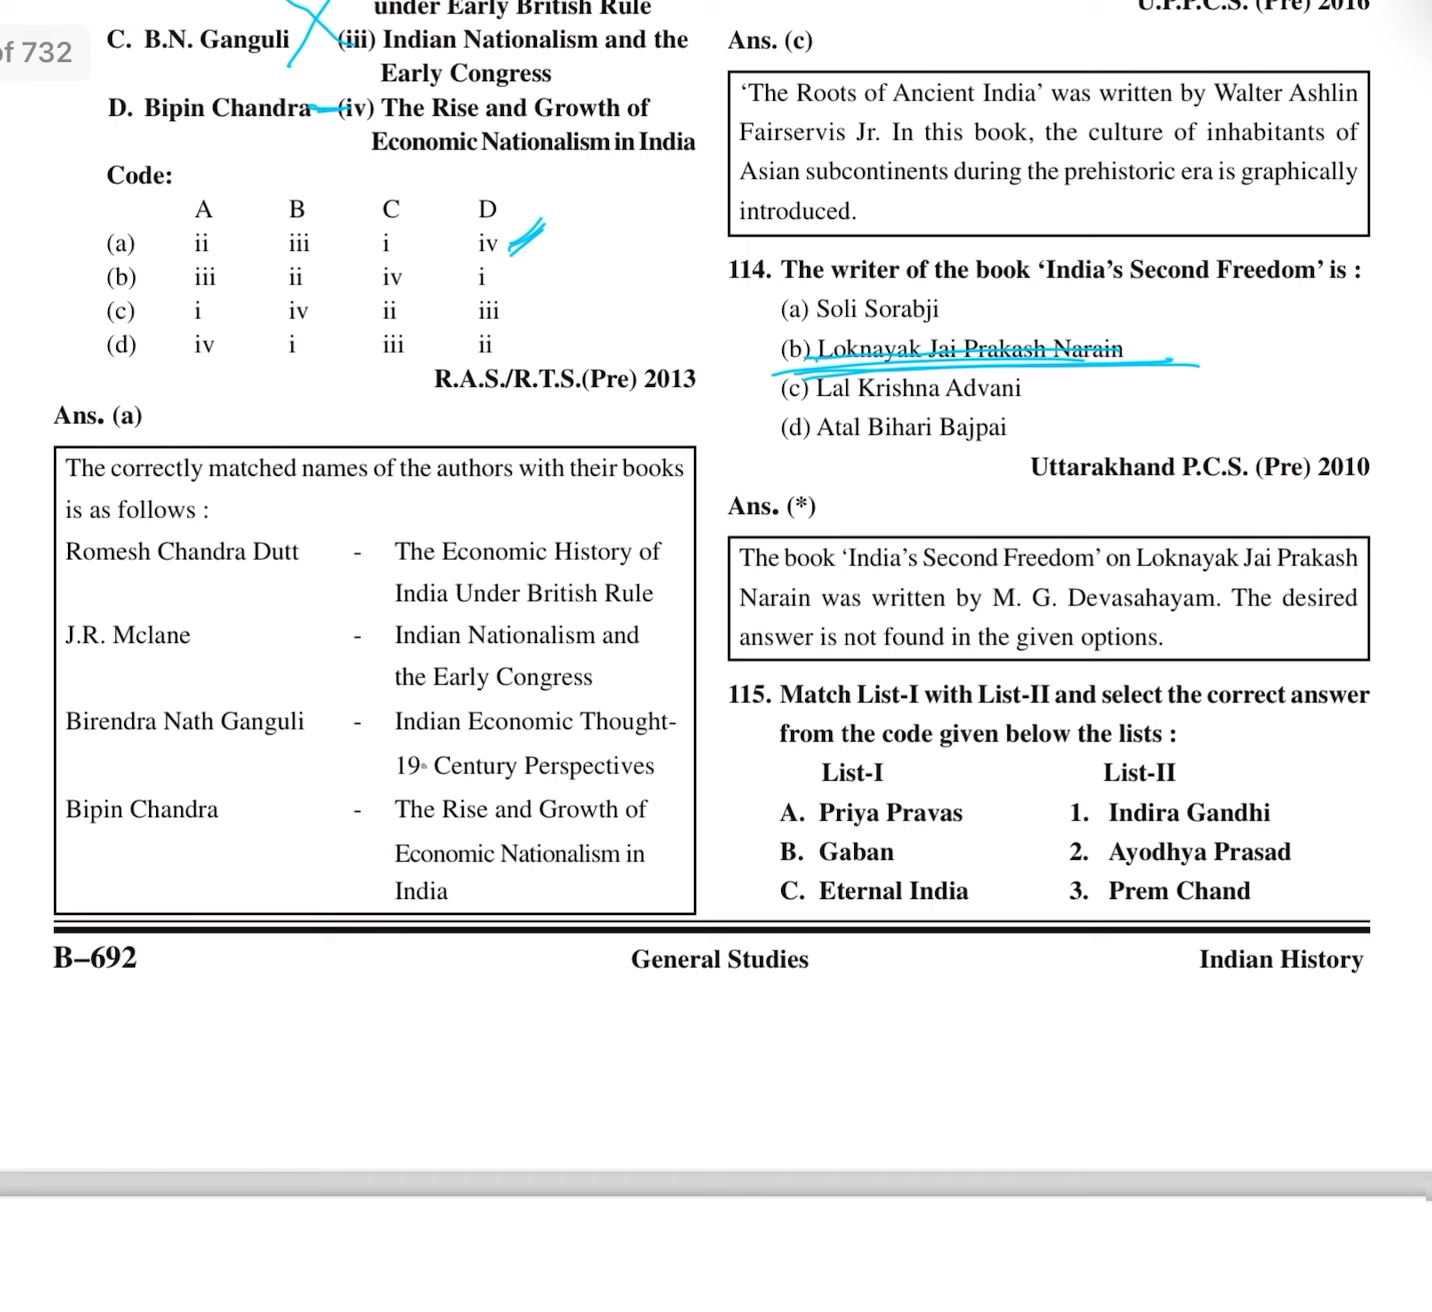 under Early British Rule
of 732
C. B.N. Ganguli (iii) Indian Nationalism and the
Early Congress
D. Bipin Chandra (iv) The Rise and Growth of
Economic Nationalism in India
Code:
A B C D
(a) ii iii i iv
(b) iii ii iv i
(c) i iv ii iii
(d) iv i iii ii
R.A.S./R.T.S.(Pre) 2013
Ans. (a)
The correctly matched names of the authors with their books
is as follows :
Romesh Chandra Dutt - The Economic History of
India Under British Rule
J.R. Mclane - Indian Nationalism and
the Early Congress
Birendra Nath Ganguli - Indian Economic Thought-
19th Century Perspectives
Bipin Chandra - The Rise and Growth of
Economic Nationalism in
India
U.P.P.C.S. (Pre) 2016
Ans. (c)
‘The Roots of Ancient India’ was written by Walter Ashlin
Fairservis Jr. In this book, the culture of inhabitants of
Asian subcontinents during the prehistoric era is graphically
introduced.
114. The writer of the book ‘India’s Second Freedom’ is :
(a) Soli Sorabji
(b) Loknayak Jai Prakash Narain
(c) Lal Krishna Advani
(d) Atal Bihari Bajpai
Uttarakhand P.C.S. (Pre) 2010
Ans. (*)
The book ‘India’s Second Freedom’ on Loknayak Jai Prakash
Narain was written by M. G. Devasahayam. The desired
answer is not found in the given options.
115. Match List-I with List-II and select the correct answer
from the code given below the lists :
List-I List-II
A. Priya Pravas 1. Indira Gandhi
B. Gaban 2. Ayodhya Prasad
C. Eternal India 3. Prem Chand
B–692 General Studies Indian History